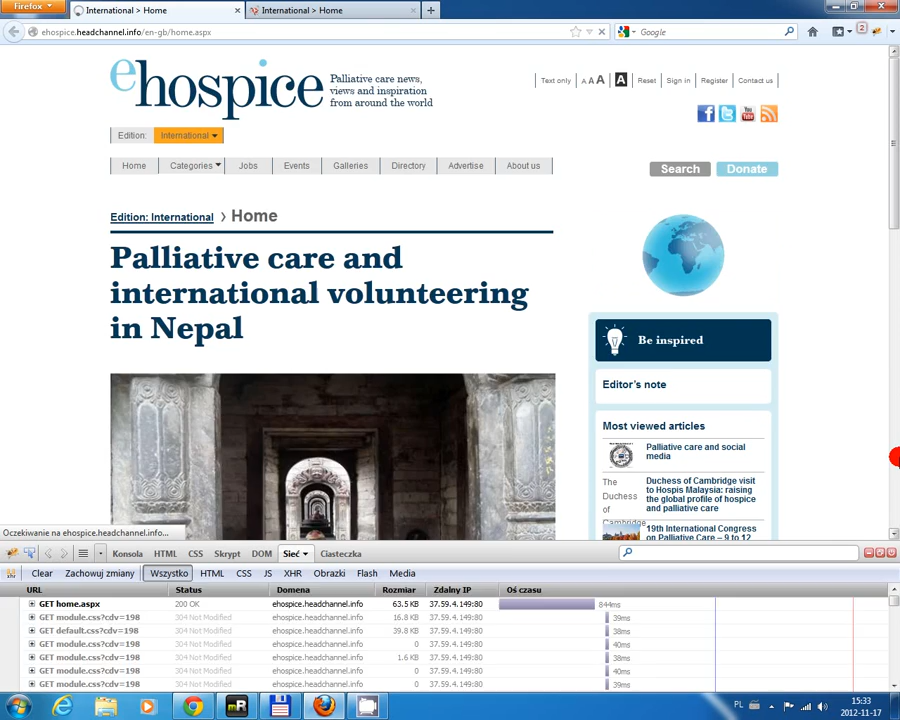 Firefox
International > Home
International > Home
ehospice.headchannel.info/en-gb/home.aspx
Google
2
ehospice
Palliative care news,
views and inspiration
from around the world
Text only
A A A
A
Reset
Sign in
Register
Contact us
You
Tube
Edition:
International
Home
Categories
Jobs
Events
Galleries
Directory
Advertise
About us
Search
Donate
Edition: International
Home
Palliative care and
international volunteering
in Nepal
Be inspired
Editor's note
Most viewed articles
Palliative care and social
media
The
Duchess
of
Cambridge
Duchess of Cambridge visit
to Hospis Malaysia: raising
the global profile of hospice
and palliative care
19th International Congress
on Palliative Care – 9 to 12
Oczekiwanie na ehospice.headchannel.info...
Konsola
HTML
CSS
Skrypt
DOM
Sieć
Ciasteczka
Clear
Zachowuj zmiany
Wszystko
HTML
CSS
JS
XHR
Obrazki
Flash
Media
URL Status Domena Rozmiar Zdalny IP Oś czasu
GET home.aspx 200 OK ehospice.headchannel.info 63.5 KB 37.59.4.149:80 844ms
GET module.css?cdv=198 304 Not Modified ehospice.headchannel.info 16.8 KB 37.59.4.149:80 39ms
GET default.css?cdv=198 304 Not Modified ehospice.headchannel.info 39.8 KB 37.59.4.149:80 38ms
GET module.css?cdv=198 304 Not Modified ehospice.headchannel.info 0 37.59.4.149:80 40ms
GET module.css?cdv=198 304 Not Modified ehospice.headchannel.info 1.6 KB 37.59.4.149:80 38ms
GET module.css?cdv=198 304 Not Modified ehospice.headchannel.info 0 37.59.4.149:80 40ms
GET module.css?cdv=198 304 Not Modified ehospice.headchannel.info 0 37.59.4.149:80 39ms
mR
PL
15:33
2012-11-17